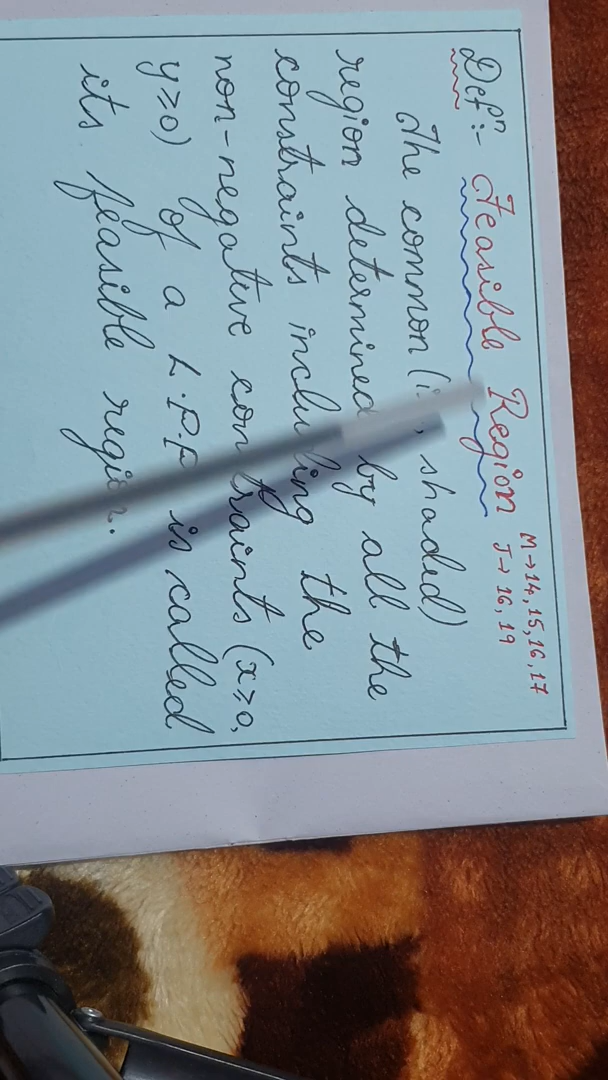 Defⁿ :- Feasible Region
M→14, 15, 16, 17
J→ 16, 19
The common (i , shaded)
region determined by all the
constraints including the
non-negative constraints (x≥0,
y≥0) of a L.P.P is called
its feasible region.